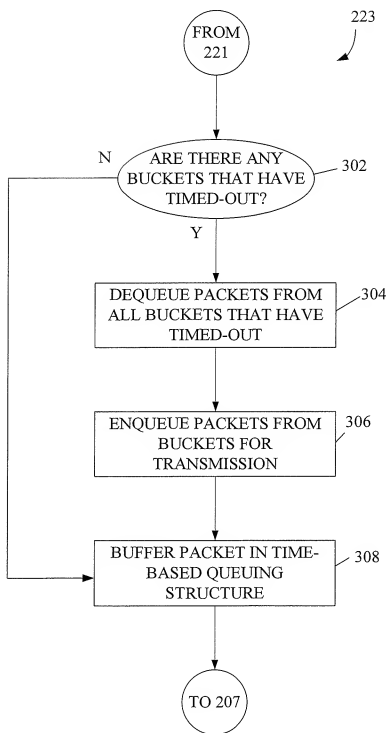 FROM
221
223
N
ARE THERE ANY
BUCKETS THAT HAVE
TIMED-OUT?
302
Y
DEQUEUE PACKETS FROM
ALL BUCKETS THAT HAVE
TIMED-OUT
304
ENQUEUE PACKETS FROM
BUCKETS FOR
TRANSMISSION
306
BUFFER PACKET IN TIME-
BASED QUEUING
STRUCTURE
308
TO 207